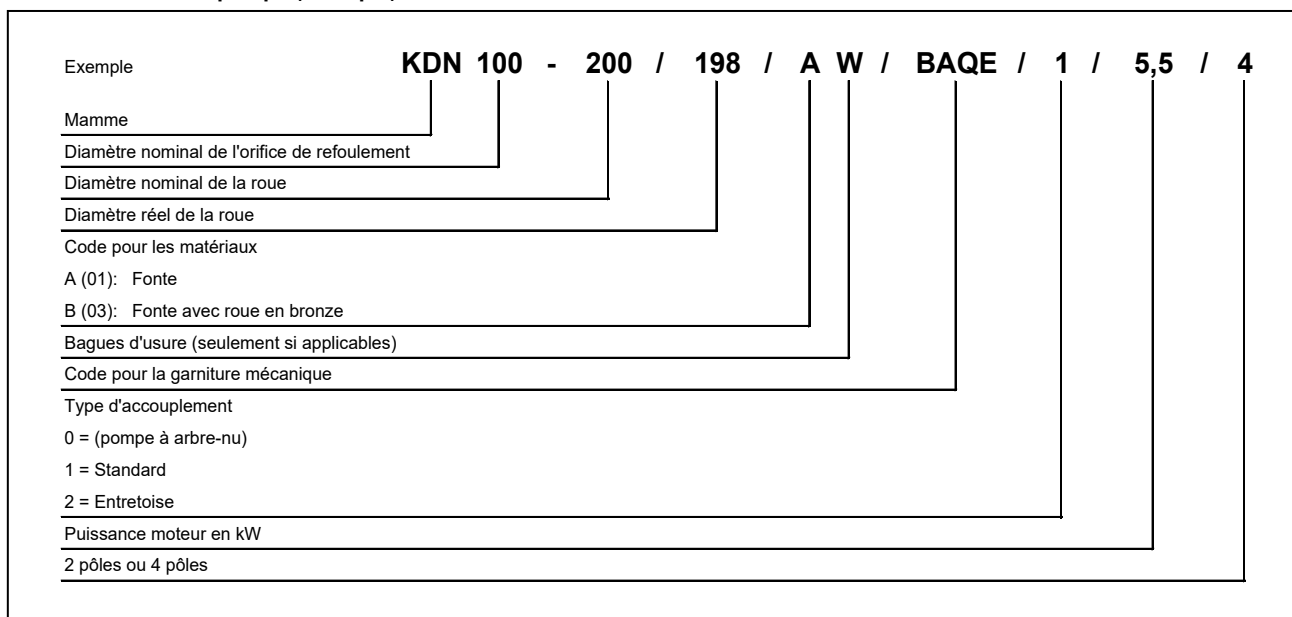 Exemple KDN 100 - 200 / 198 / A W / BAQE / 1 / 5,5 / 4
Mamme
Diamètre nominal de l'orifice de refoulement
Diamètre nominal de la roue
Diamètre réel de la roue
Code pour les matériaux
A (01): Fonte
B (03): Fonte avec roue en bronze
Bagues d'usure (seulement si applicables)
Code pour la garniture mécanique
Type d'accouplement
0 = (pompe à arbre-nu)
1 = Standard
2 = Entretoise
Puissance moteur en kW
2 pôles ou 4 pôles